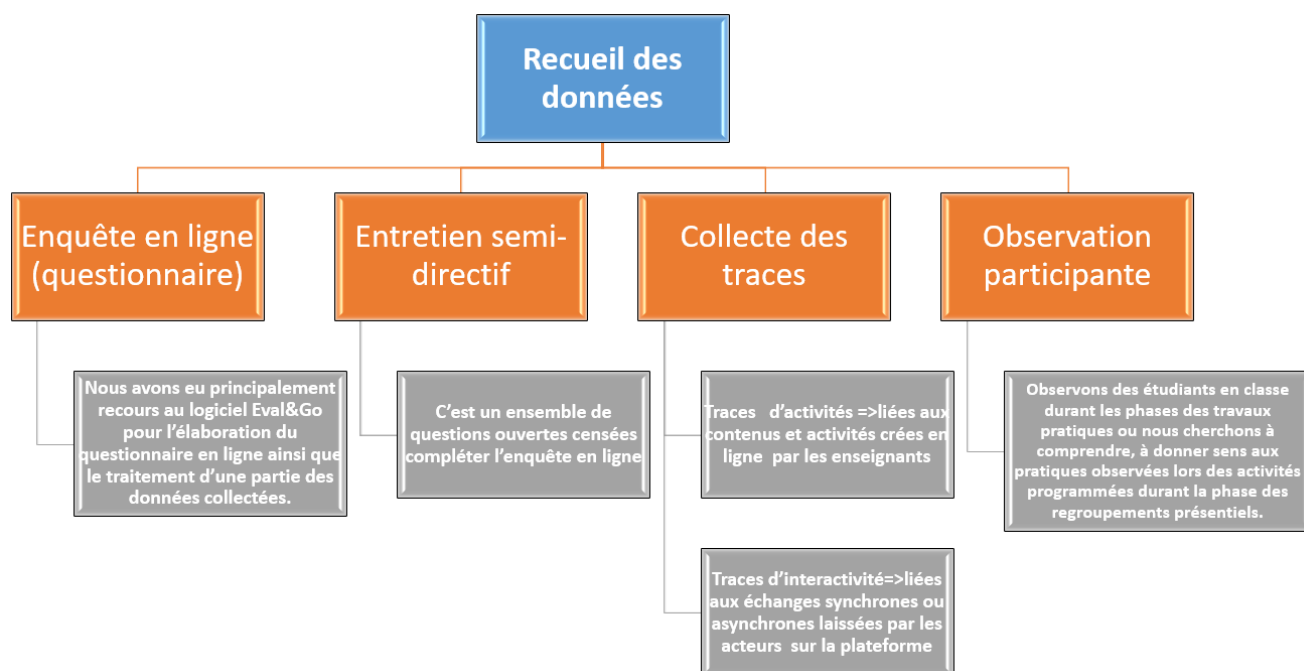 Recueil des
données
Enquête en ligne
(questionnaire)
Entretien semi-
directif
Collecte des
traces
Observation
participante
Nous avons eu principalement
recours au logiciel Eval&Go
pour l’élaboration du
questionnaire en ligne ainsi que
le traitement d’une partie des
données collectées.
C’est un ensemble de
questions ouvertes censées
compléter l’enquête en ligne
Traces d’activités =>liées aux
contenus et activités crées en
ligne par les enseignants
Traces d’interactivité=>liées
aux échanges synchrones ou
asynchrones laissées par les
acteurs sur la plateforme
Observons des étudiants en classe
durant les phases des travaux
pratiques ou nous cherchons à
comprendre, à donner sens aux
pratiques observées lors des activités
programmées durant la phase des
regroupements présentiels.